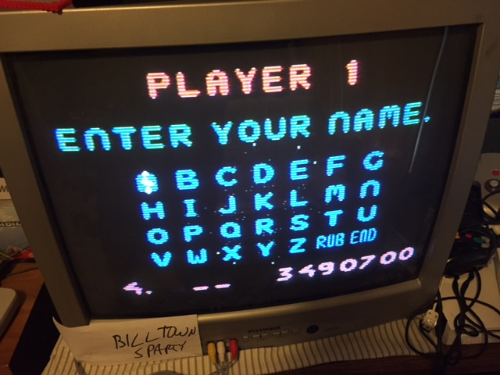 PLAYER 1
ENTER YOUR NAME.
A B C D E F G
H I J K L M N
O P Q R S T U
V W X Y Z RUB END
4. -- 3490700
BILLTOWN
SPARKY